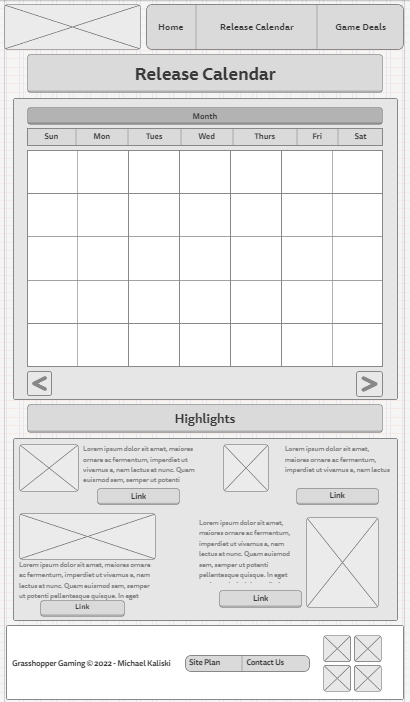 Home Release Calendar Game Deals
Release Calendar
Month
Sun Mon Tues Wed Thurs Fri Sat
Highlights
Lorem ipsum dolor sit amet, maiores
ornare ac fermentum, imperdiet ut
vivamus a, nam lectus at nunc. Quam
euismod sem, semper ut potenti
Link
Lorem ipsum dolor sit amet,
maiores ornare ac fermentum,
imperdiet ut vivamus a, nam lectus
Link
Lorem ipsum dolor sit amet, maiores ornare
ac fermentum, imperdiet ut vivamus a, nam
lectus at nunc. Quam euismod sem, semper
ut potenti pellentesque quisque. In eget
Link
Lorem ipsum dolor sit amet,
maiores ornare ac fermentum,
imperdiet ut vivamus a, nam
lectus at nunc. Quam euismod
sem, semper ut potenti
pellentesque quisque. In eget
Link
Grasshopper Gaming © 2022 - Michael Kaliski
Site Plan Contact Us